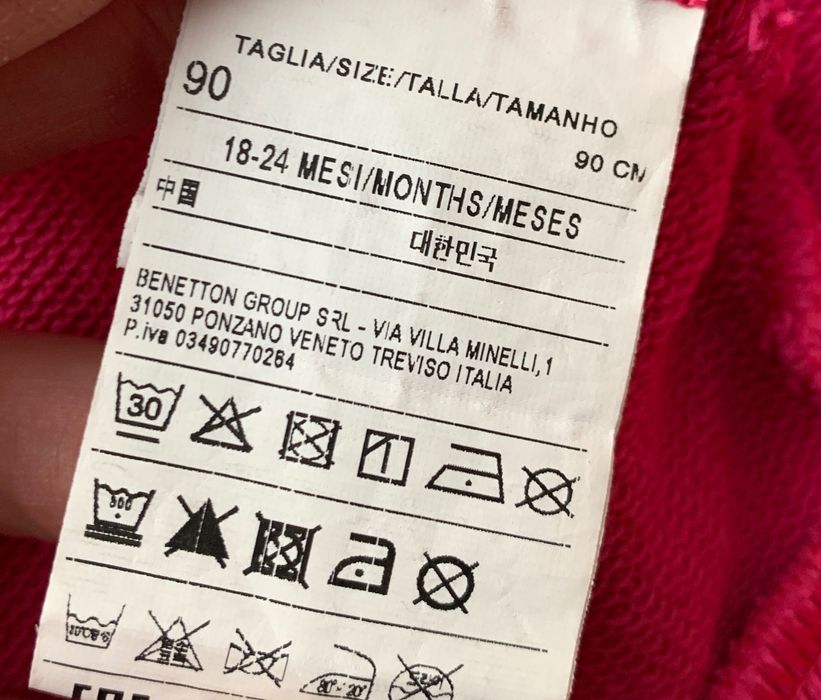 TAGLIA/SIZE/TALLA/TAMANHO
90
90 CM
18-24 MESI/MONTHS/MESES
中国
대한민국
BENETTON GROUP SRL - VIA VILLA MINELLI,1
31050 PONZANO VENETO TREVISO ITALIA
P.iva 03490770264
30